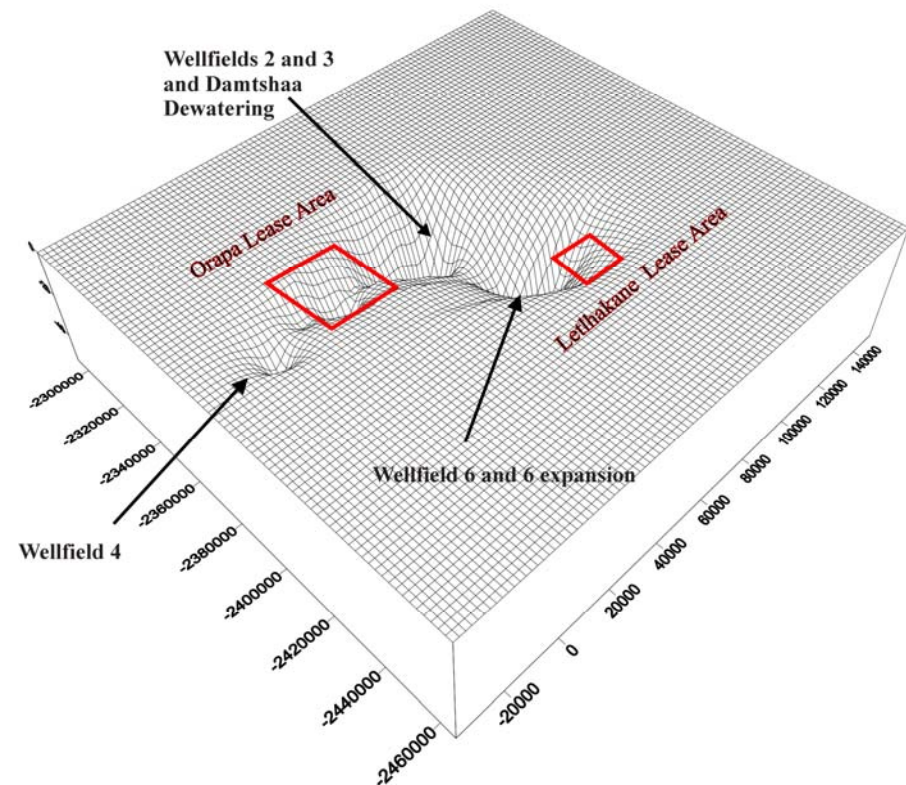 Wellfields 2 and 3
and Damtshaa
Dewatering
Orapa Lease Area
Letlhakane Lease Area
Wellfield 6 and 6 expansion
Wellfield 4
-2300000
-2320000
-2340000
-2360000
-2380000
-2400000
-2420000
-2440000
-2460000
-20000
0
20000
40000
60000
80000
100000
120000
140000